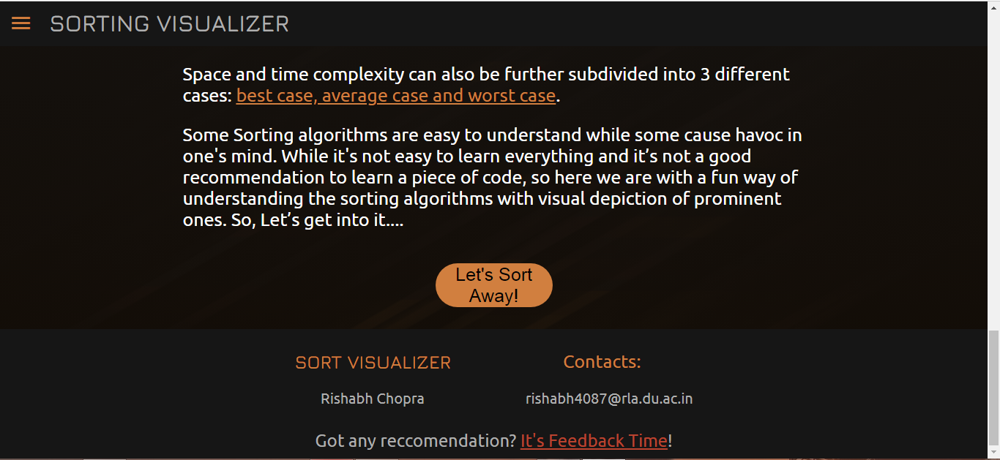 SORTING VISUALIZER
Space and time complexity can also be further subdivided into 3 different
cases: best case, average case and worst case.
Some Sorting algorithms are easy to understand while some cause havoc in
one's mind. While it's not easy to learn everything and it’s not a good
recommendation to learn a piece of code, so here we are with a fun way of
understanding the sorting algorithms with visual depiction of prominent
ones. So, Let’s get into it....
Let's Sort
Away!
SORT VISUALIZER
Contacts:
Rishabh Chopra
rishabh4087@rla.du.ac.in
Got any reccomendation? It's Feedback Time!